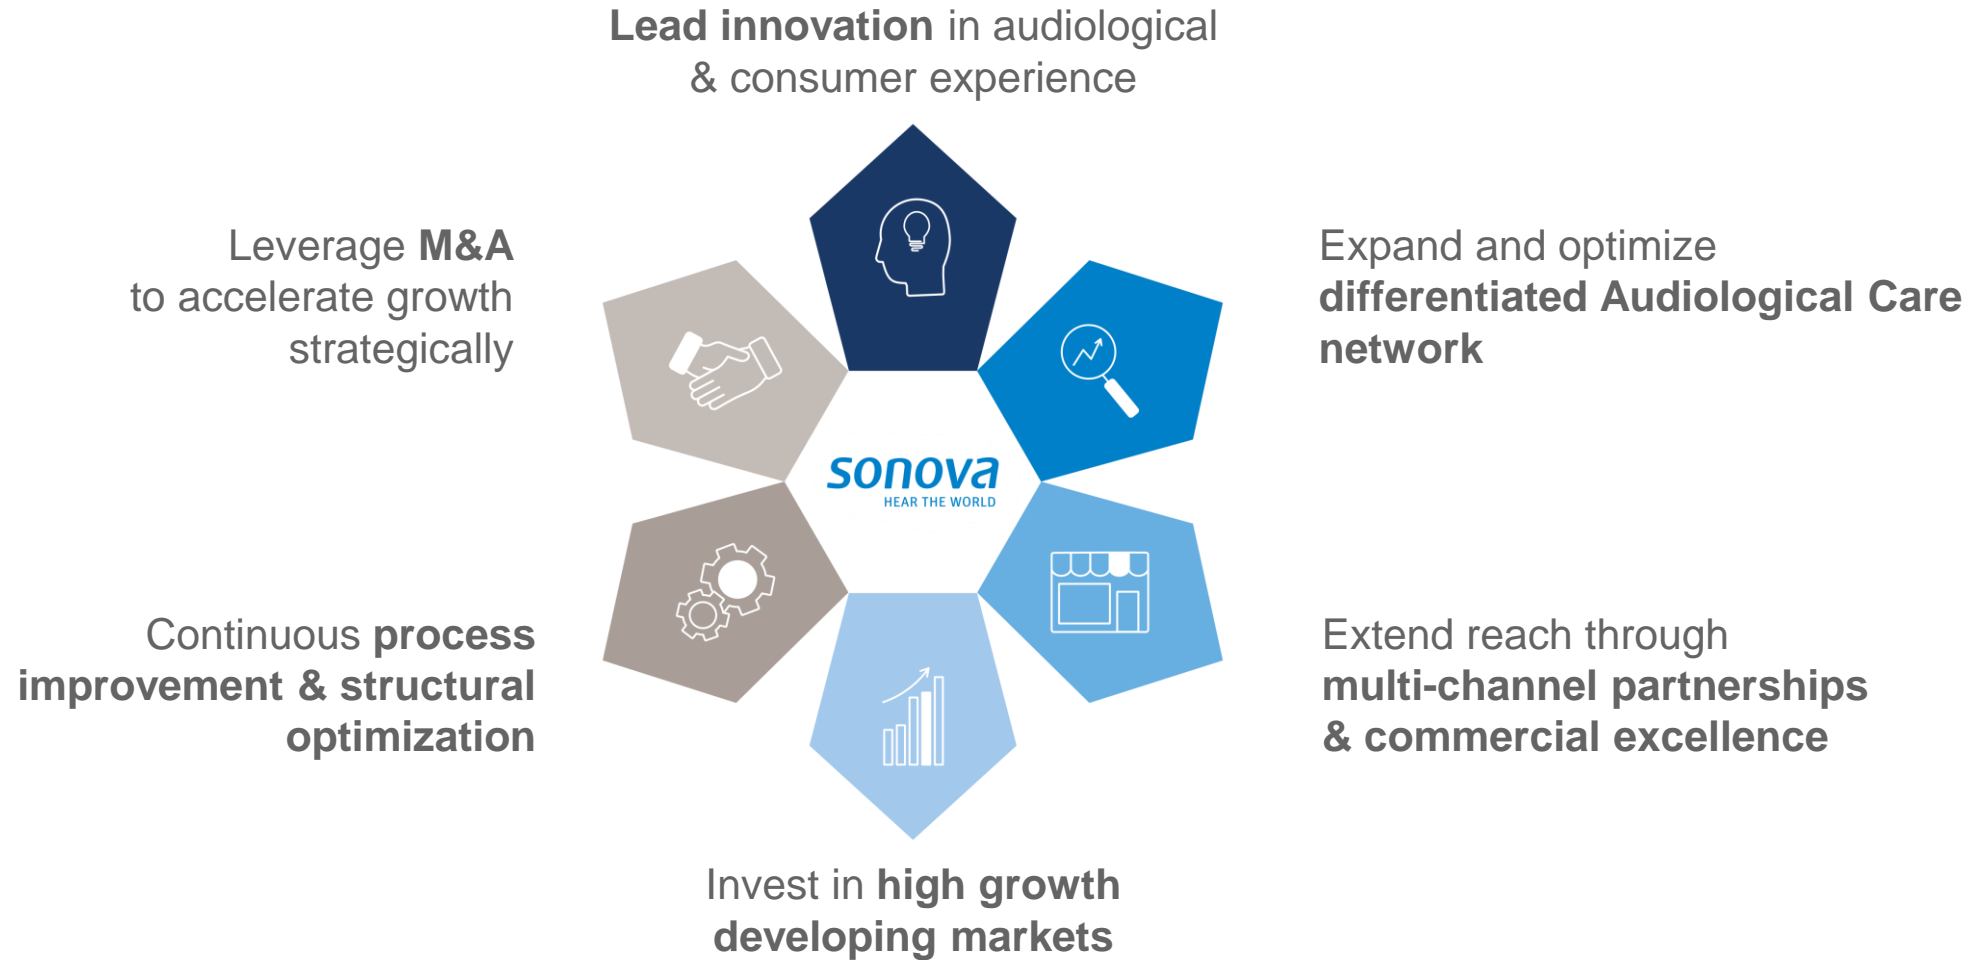 Lead innovation in audiological
& consumer experience
Leverage M&A
to accelerate growth
strategically
Expand and optimize
differentiated Audiological Care
network
sonova
HEAR THE WORLD
Continuous process
improvement & structural
optimization
Extend reach through
multi-channel partnerships
& commercial excellence
Invest in high growth
developing markets